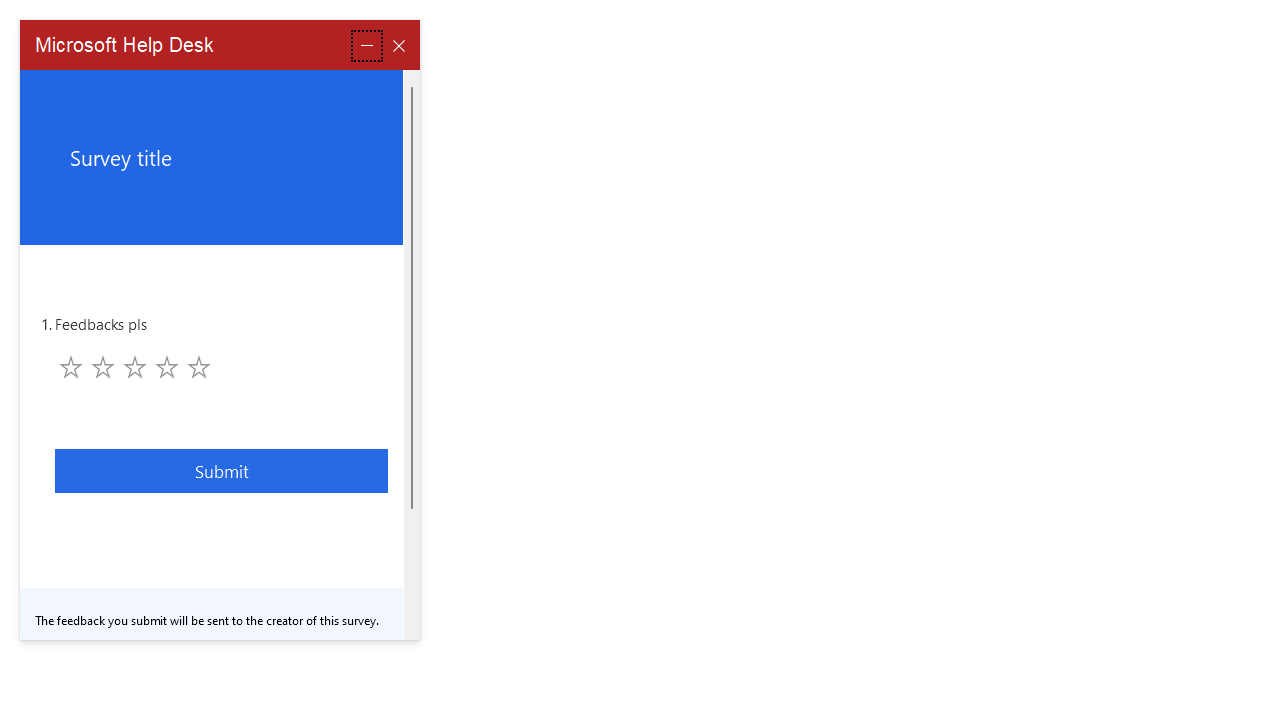 Microsoft Help Desk
Survey title
1. Feedbacks pls
Submit
The feedback you submit will be sent to the creator of this survey.